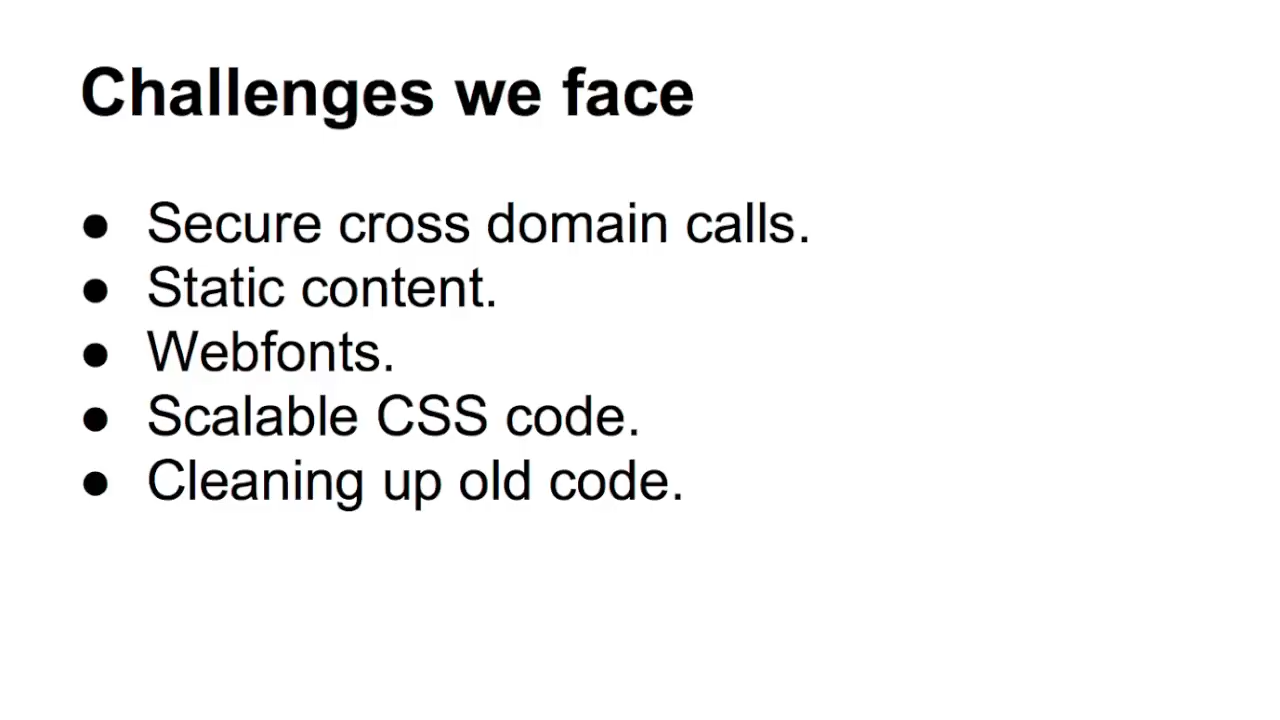 Challenges we face
● Secure cross domain calls.
● Static content.
● Webfonts.
● Scalable CSS code.
● Cleaning up old code.